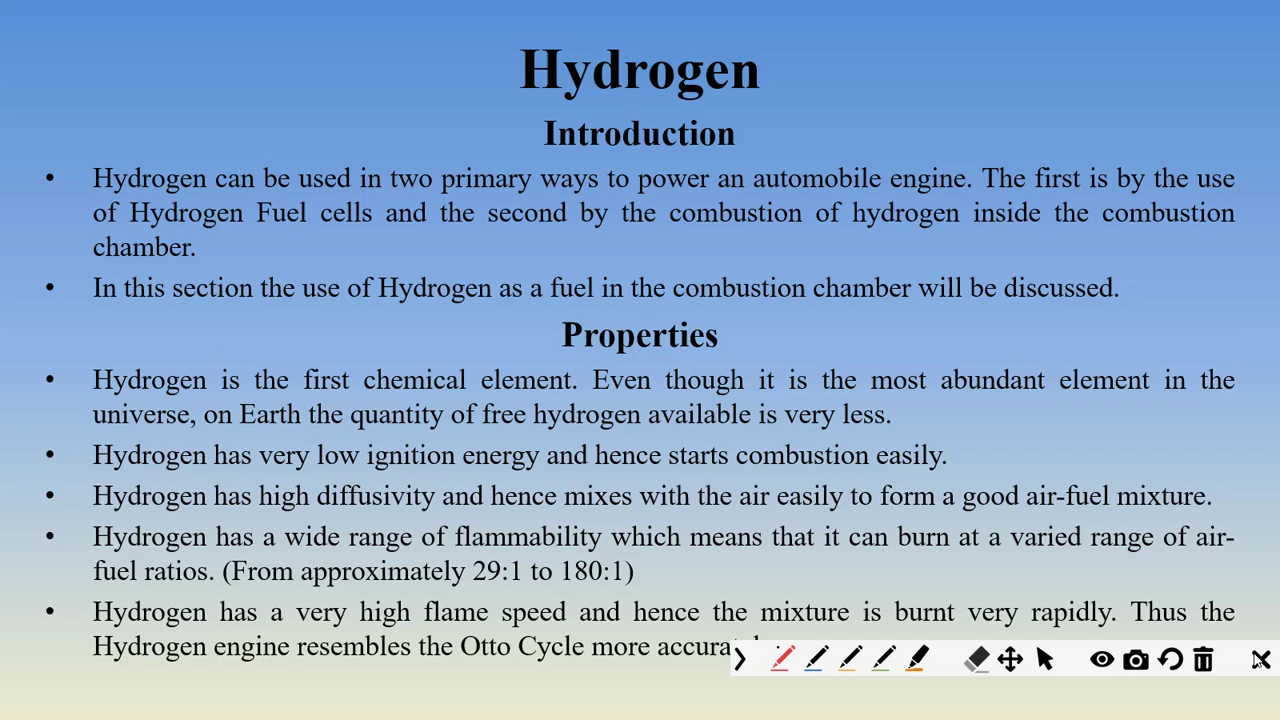 Hydrogen
Introduction
• Hydrogen can be used in two primary ways to power an automobile engine. The first is by the use
of Hydrogen Fuel cells and the second by the combustion of hydrogen inside the combustion
chamber.
• In this section the use of Hydrogen as a fuel in the combustion chamber will be discussed.
Properties
• Hydrogen is the first chemical element. Even though it is the most abundant element in the
universe, on Earth the quantity of free hydrogen available is very less.
• Hydrogen has very low ignition energy and hence starts combustion easily.
• Hydrogen has high diffusivity and hence mixes with the air easily to form a good air-fuel mixture.
• Hydrogen has a wide range of flammability which means that it can burn at a varied range of air-
fuel ratios. (From approximately 29:1 to 180:1)
• Hydrogen has a very high flame speed and hence the mixture is burnt very rapidly. Thus the
Hydrogen engine resembles the Otto Cycle more